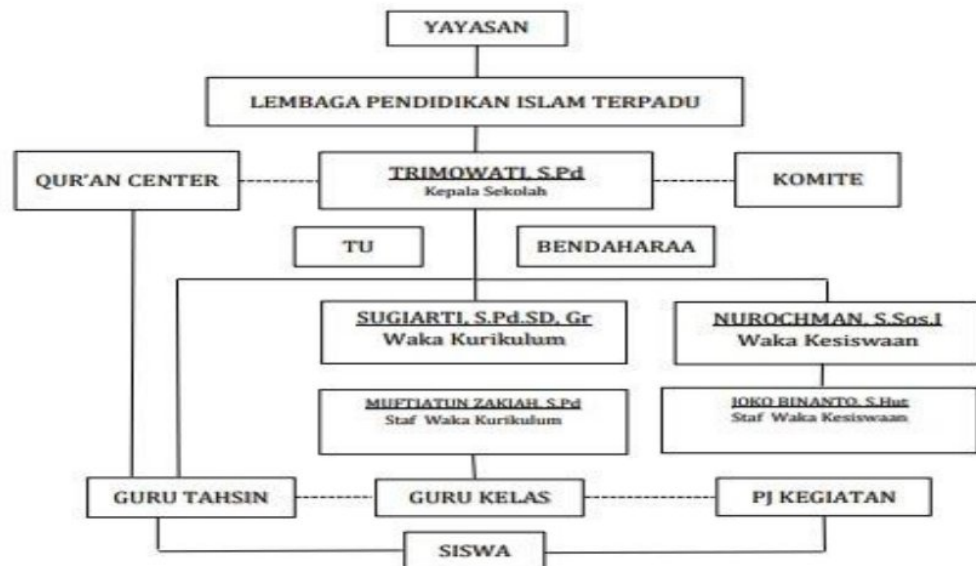 YAYASAN
LEMBAGA PENDIDIKAN ISLAM TERPADU
QUR'AN CENTER
TRIMOWATI, S.Pd
Kepala Sekolah
KOMITE
TU
BENDAHARAA
SUGIARTI, S.Pd.SD, Gr
Waka Kurikulum
NUROCHMAN, S.Sos.I
Waka Kesiswaan
MUFTIATUN ZAKIAH, S.Pd
Staf Waka Kurikulum
JOKO BINANTO, S.Hut
Staf Waka Kesiswaan
GURU TAHSIN
GURU KELAS
PJ KEGIATAN
SISWA